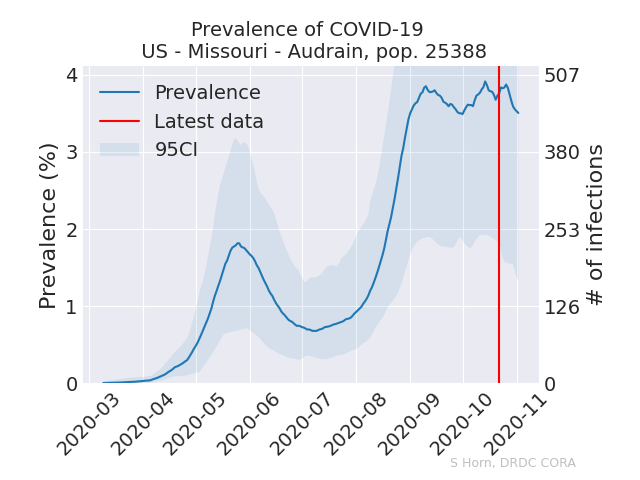 Prevalence of COVID-19
US - Missouri - Audrain, pop. 25388
Prevalence
Latest data
95CI
Prevalence (%)
4
3
2
1
0
507
380
253
126
0
# of infections
2020-03
2020-04
2020-05
2020-06
2020-07
2020-08
2020-09
2020-10
2020-11
S Horn, DRDC CORA